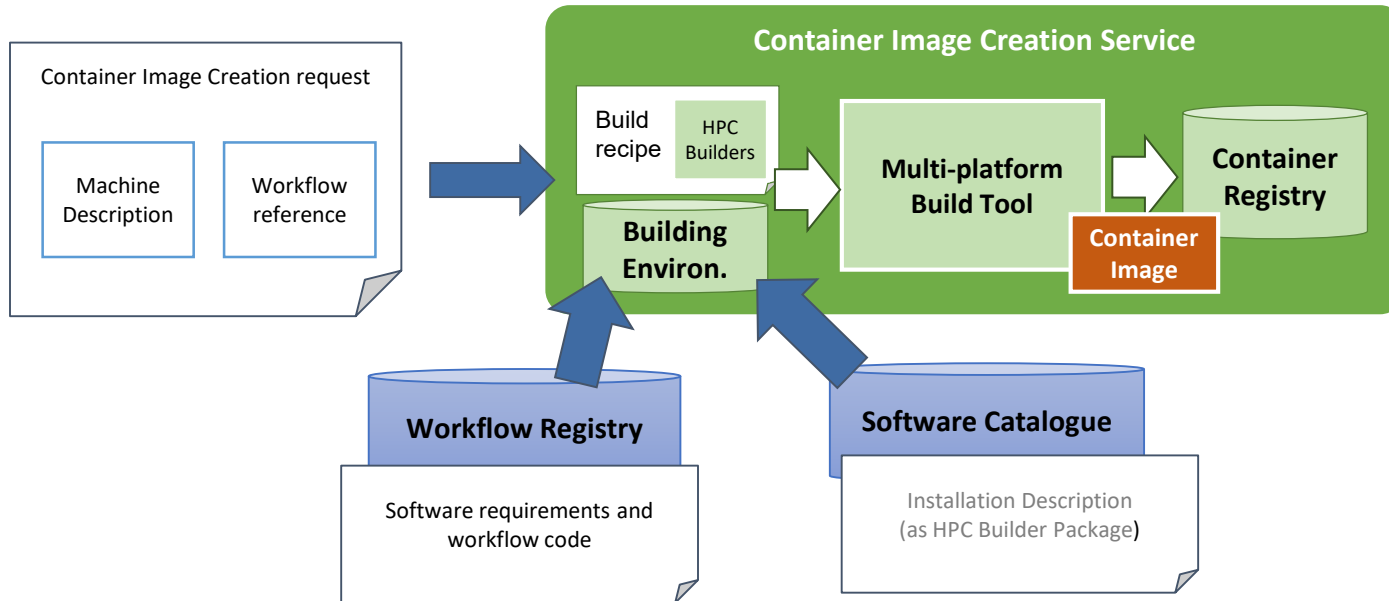 Container Image Creation request
Machine
Description
Workflow
reference
Container Image Creation Service
Build
recipe
HPC
Builders
Building
Environ.
Multi-platform
Build Tool
Container
Image
Container
Registry
Workflow Registry
Software requirements and
workflow code
Software Catalogue
Installation Description
(as HPC Builder Package)